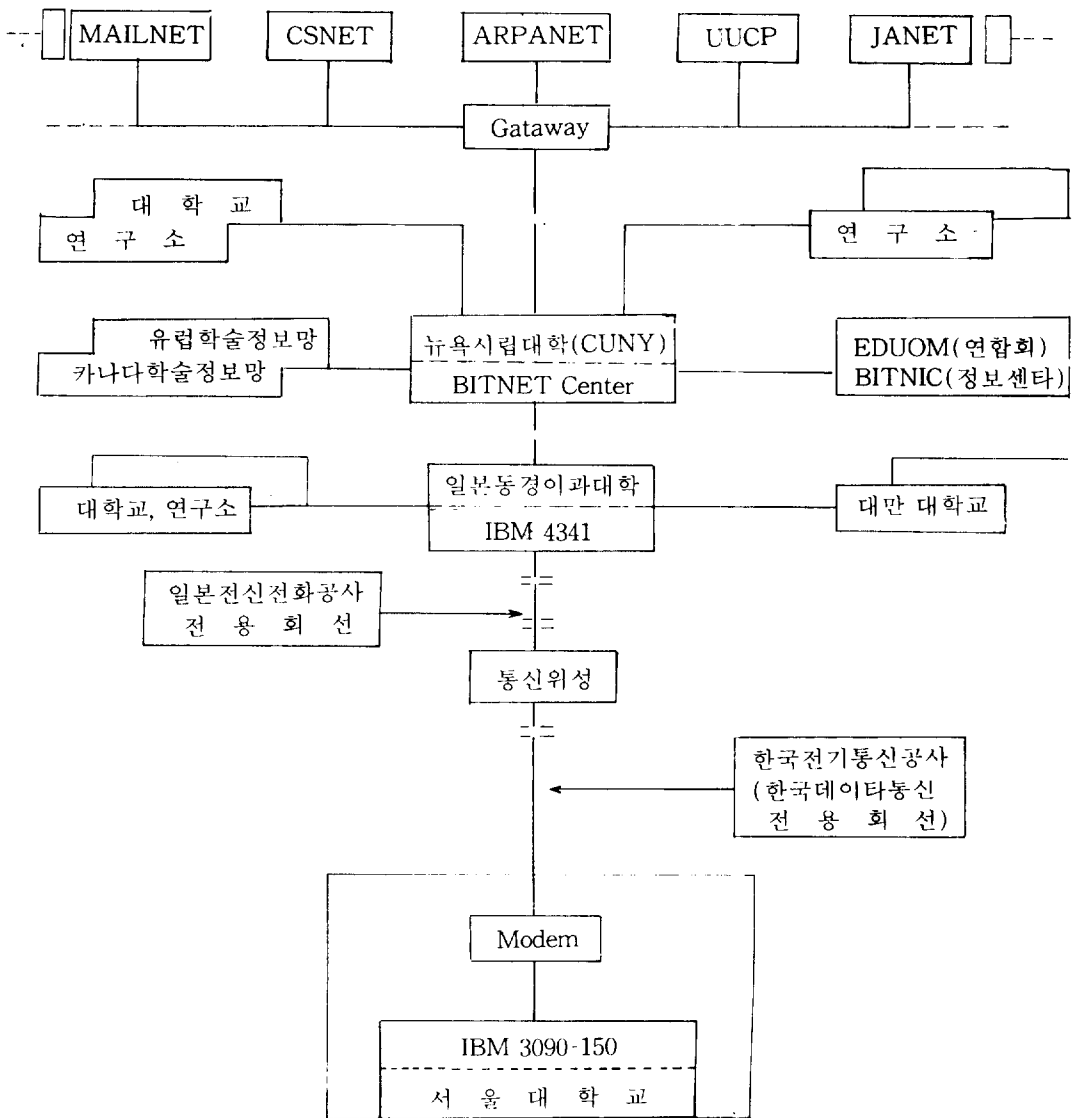 MAILNET
CSNET
ARPANET
UUCP
JANET
Gataway
대 학 교
연 구 소
연 구 소
유럽학술정보망
카나다학술정보망
뉴욕시립대학(CUNY)
BITNET Center
EDUOM(연합회)
BITNIC(정보센타)
대학교, 연구소
일본동경이과대학
IBM 4341
대만 대학교
일본전신전화공사
전 용 회 선
통신위성
한국전기통신공사
(한국데이타통신
전 용 회 선)
Modem
IBM 3090-150
서 울 대 학 교